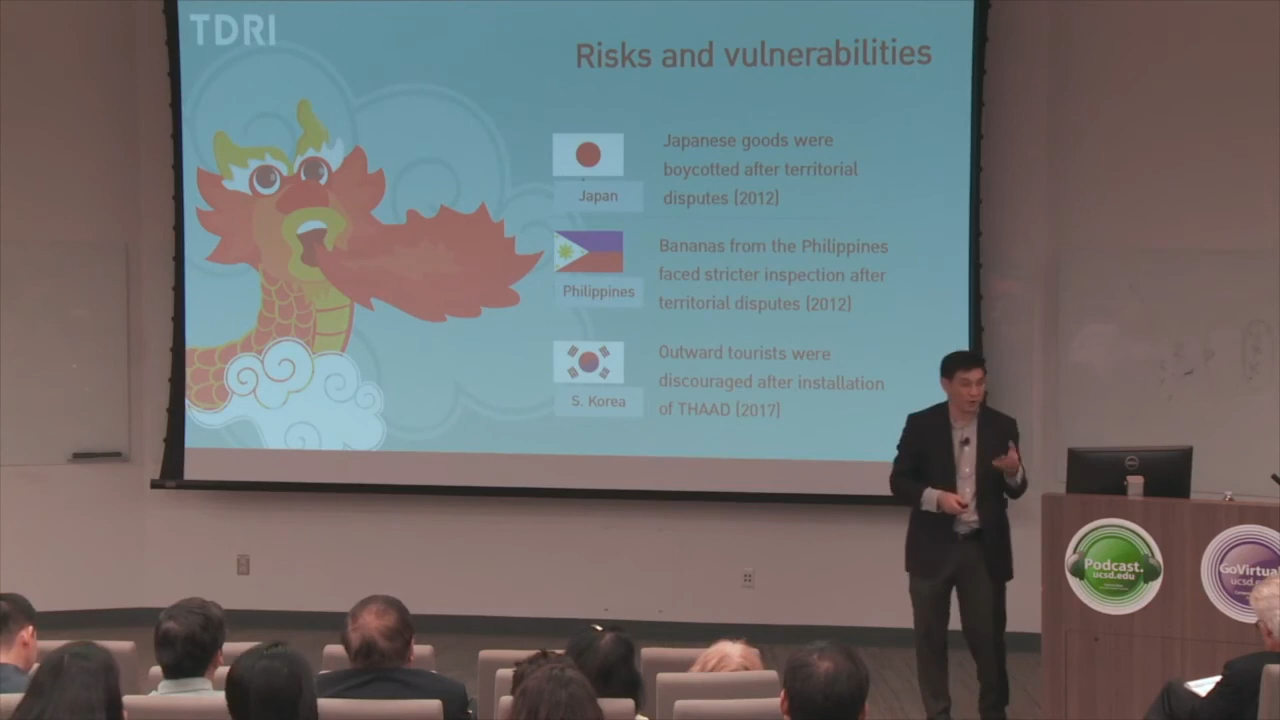 TDRI
Risks and vulnerabilities
Japanese goods were
boycotted after territorial
disputes (2012)
Japan
Bananas from the Philippines
faced stricter inspection after
territorial disputes (2012)
Philippines
Outward tourists were
discouraged after installation
of THAAD (2017)
S. Korea
DELL
Podcast.
ucsd.edu
GoVirtual
ucsd.e